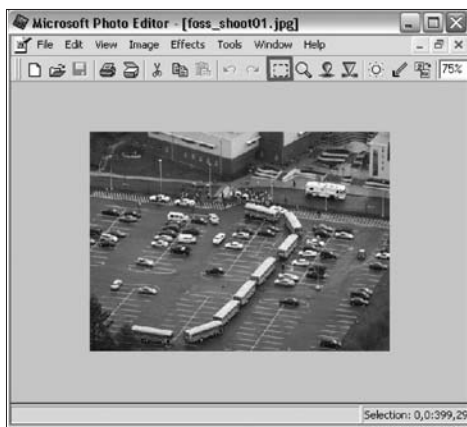 Microsoft Photo Editor - [foss_shoot01.jpg]
File Edit View Image Effects Tools Window Help
75%
Selection: 0,0:399,29